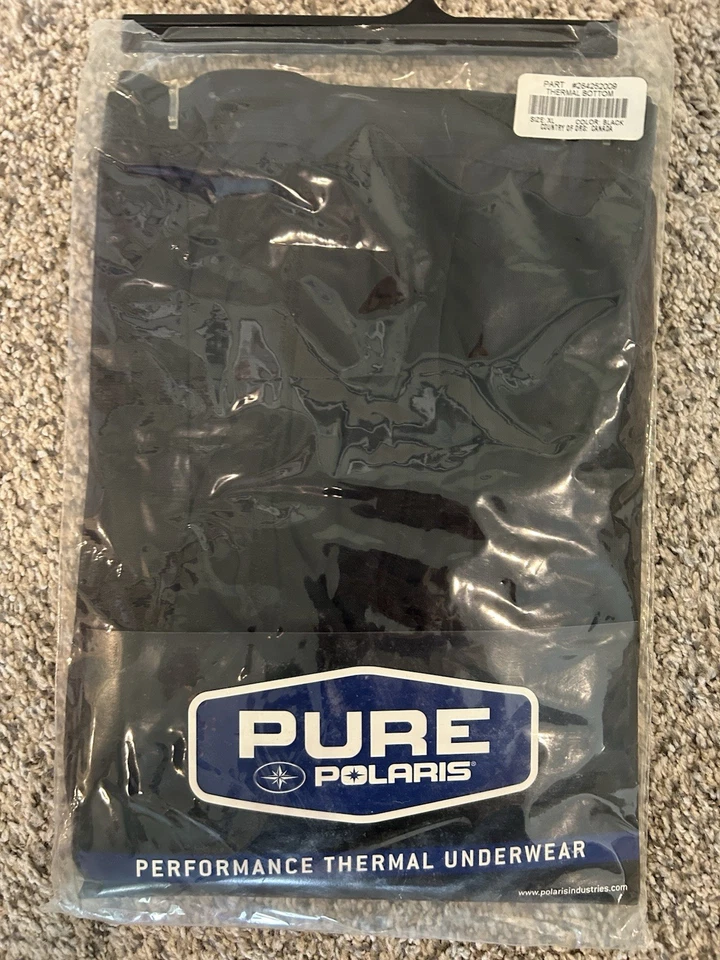 PART #284252009
THERMAL BOTTOM
SIZE: XL COLOR: BLACK
COUNTRY OF ORG: CANADA
PURE
POLARIS®
PERFORMANCE THERMAL UNDERWEAR
www.polarisindustries.com